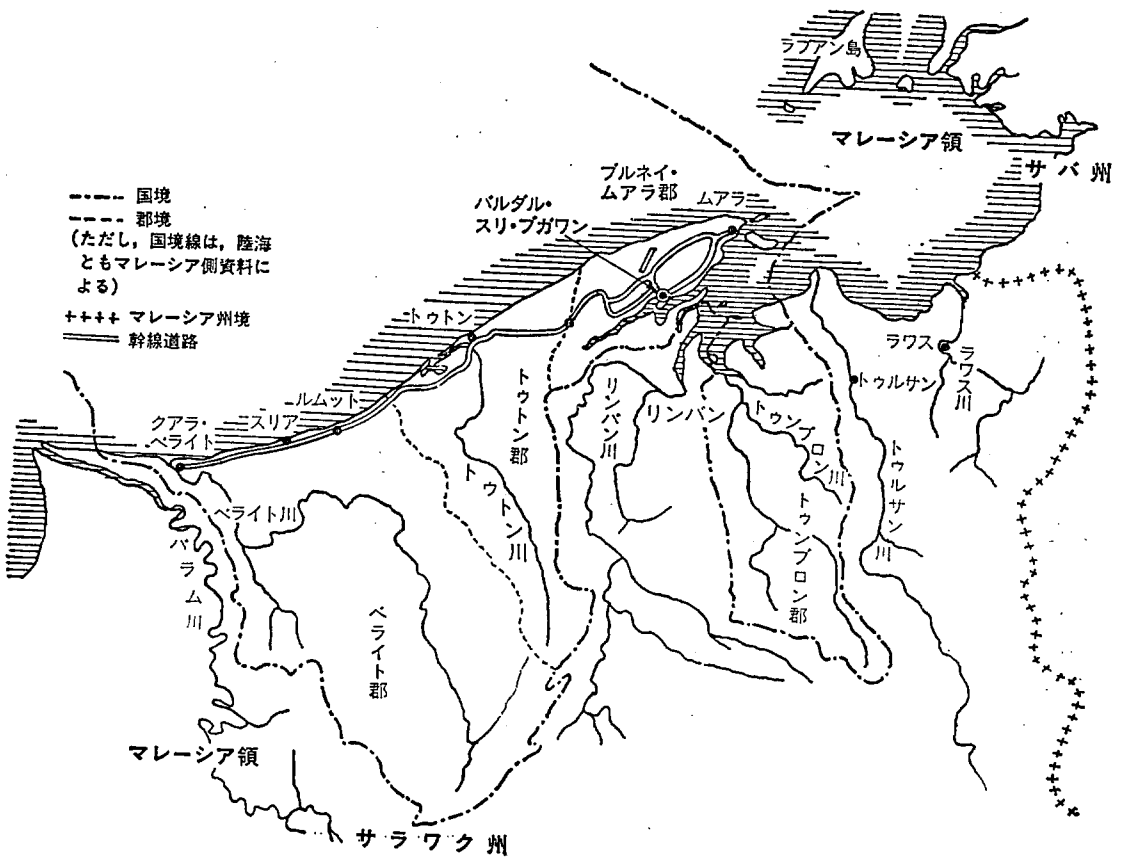 ラブアン島
マレーシア領
サバ州
国境
郡境
(ただし，国境線は，陸海
ともマレーシア側資料に
よる)
マレーシア州境
幹線道路
ブルネイ・
ムアラ郡
ムアラ
バルダル・
スリ・ブガワン
トゥトン
ルムット
スリア
クアラ・
ベライト
ラワス
ラワス川
トゥルサン
トゥルサン川
トゥトン郡
リンバン川
リンバン
トゥンブロン川
トゥンブロン郡
トゥトン川
ベライト川
バラム川
ベライト郡
マレーシア領
サラワク州